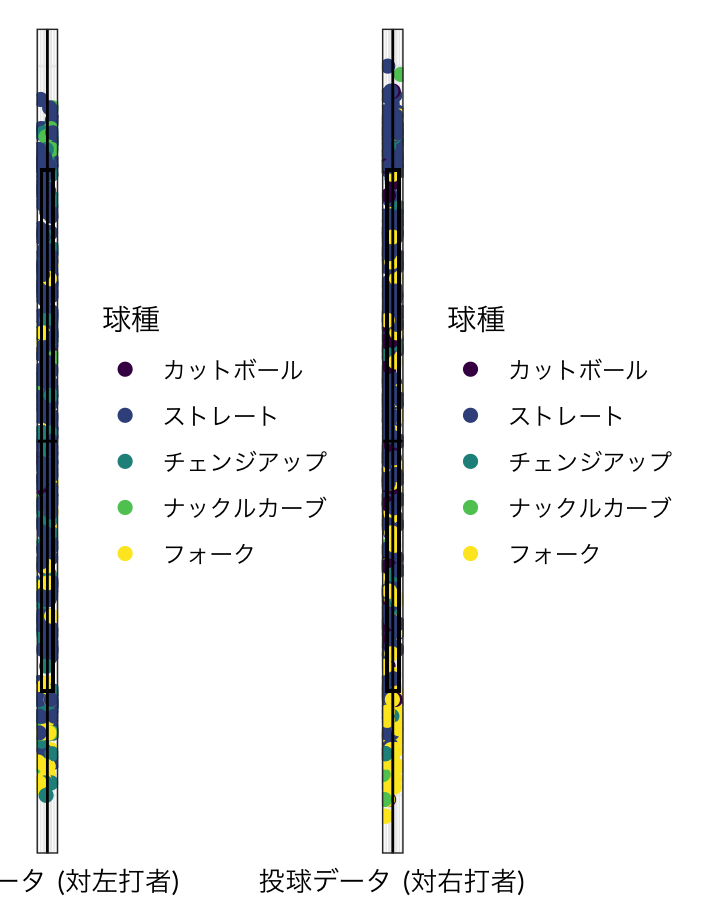 球種
カットボール
ストレート
チェンジアップ
ナックルカーブ
フォーク
球種
カットボール
ストレート
チェンジアップ
ナックルカーブ
フォーク
ータ (対左打者)
投球データ (対右打者)